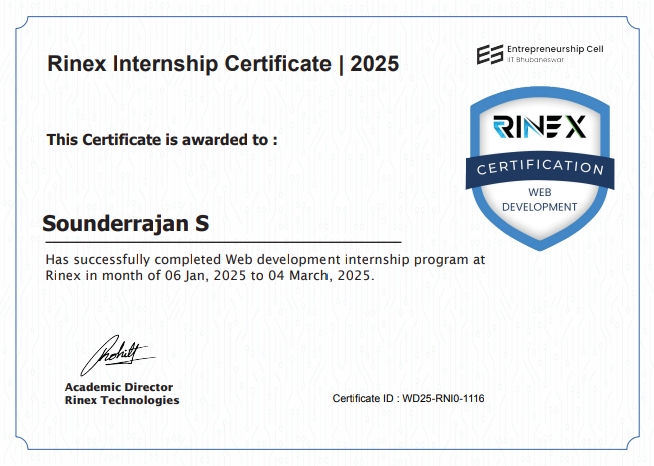 Rinex Internship Certificate | 2025
Entrepreneurship Cell
IIT Bhubaneswar
RINEX
CERTIFICATION
WEB
DEVELOPMENT
This Certificate is awarded to :
Sounderrajan S
Has successfully completed Web development internship program at
Rinex in month of 06 Jan, 2025 to 04 March, 2025.
Rohitt
Academic Director
Rinex Technologies
Certificate ID : WD25-RNI0-1116